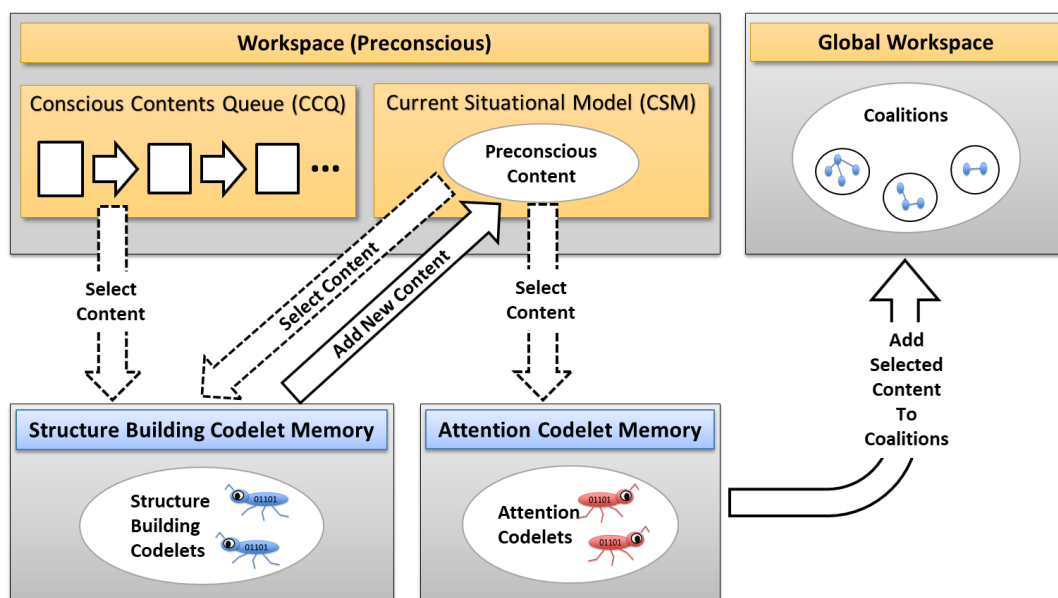 Workspace (Preconscious)
Conscious Contents Queue (CCQ)
...
Current Situational Model (CSM)
Preconscious
Content
Global Workspace
Coalitions
Select
Content
Select Content
Add New Content
Select
Content
Add
Selected
Content
To
Coalitions
Structure Building Codelet Memory
Structure
Building
Codelets
01101
01101
Attention Codelet Memory
Attention
Codelets
01101
01101